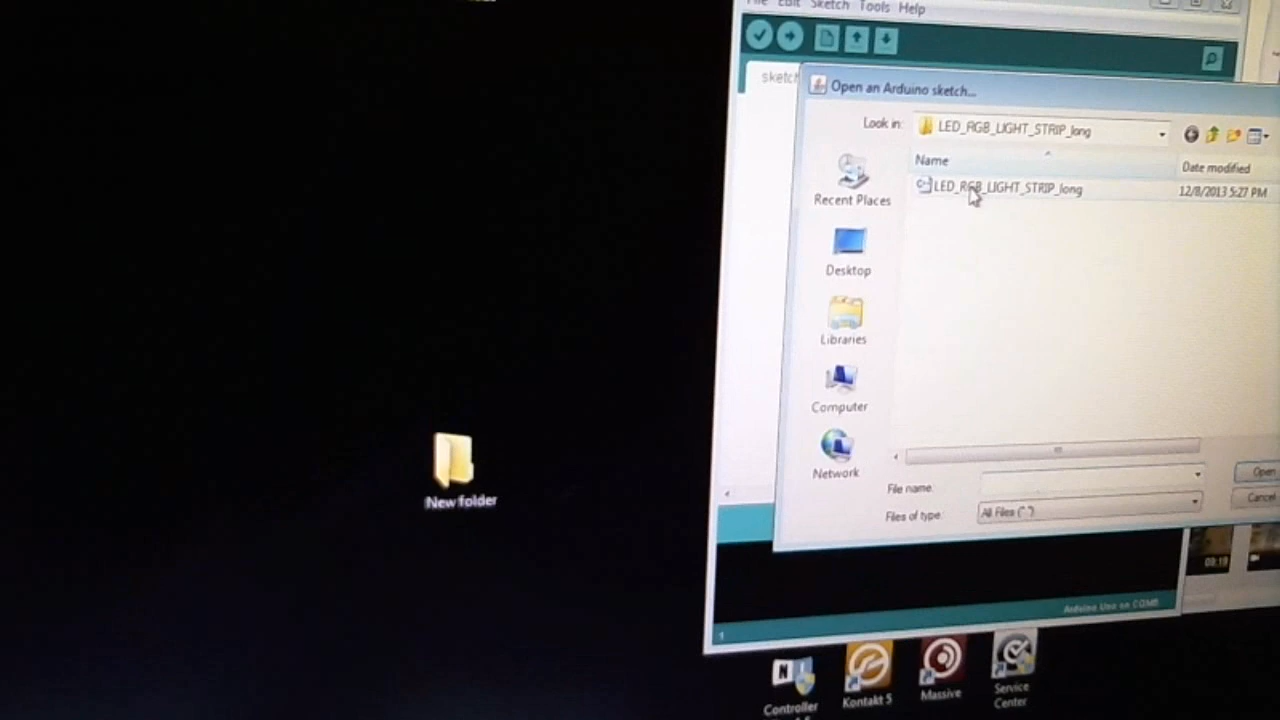 File Edit Sketch Tools Help
sketch
Open an Arduino sketch...
Look in: LED_RGB_LIGHT_STRIP_long
Name Date modified
LED_RGB_LIGHT_STRIP_long 12/8/2013 5:27 PM
Recent Places
Desktop
Libraries
Computer
Network
File name:
Open
Files of type: All Files (*.*)
Cancel
New folder
1
Arduino Uno on COM8
Controller
Kontakt 5
Massive
Service
Center